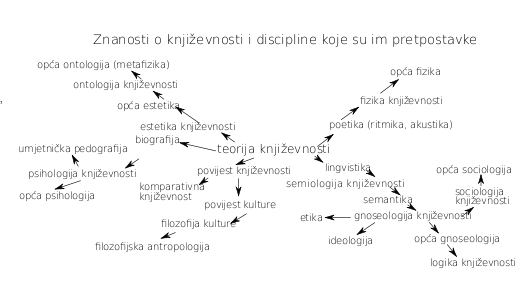 Znanosti o književnosti i discipline koje su im pretpostavke
opća ontologija (metafizika)
opća fizika
ontologija književnosti
fizika književnosti
opća estetika
estetika književnosti
poetika (ritmika, akustika)
biografija
umjetnička pedografija
teorija književnosti
psihologija književnosti
povijest književnosti
lingvistika
opća sociologija
komparativna
književnost
semiologija književnosti
sociologija
književnosti
opća psihologija
semantika
povijest kulture
etika
gnoseologija književnosti
filozofija kulture
ideologija
opća gnoseologija
filozofijska antropologija
logika književnosti